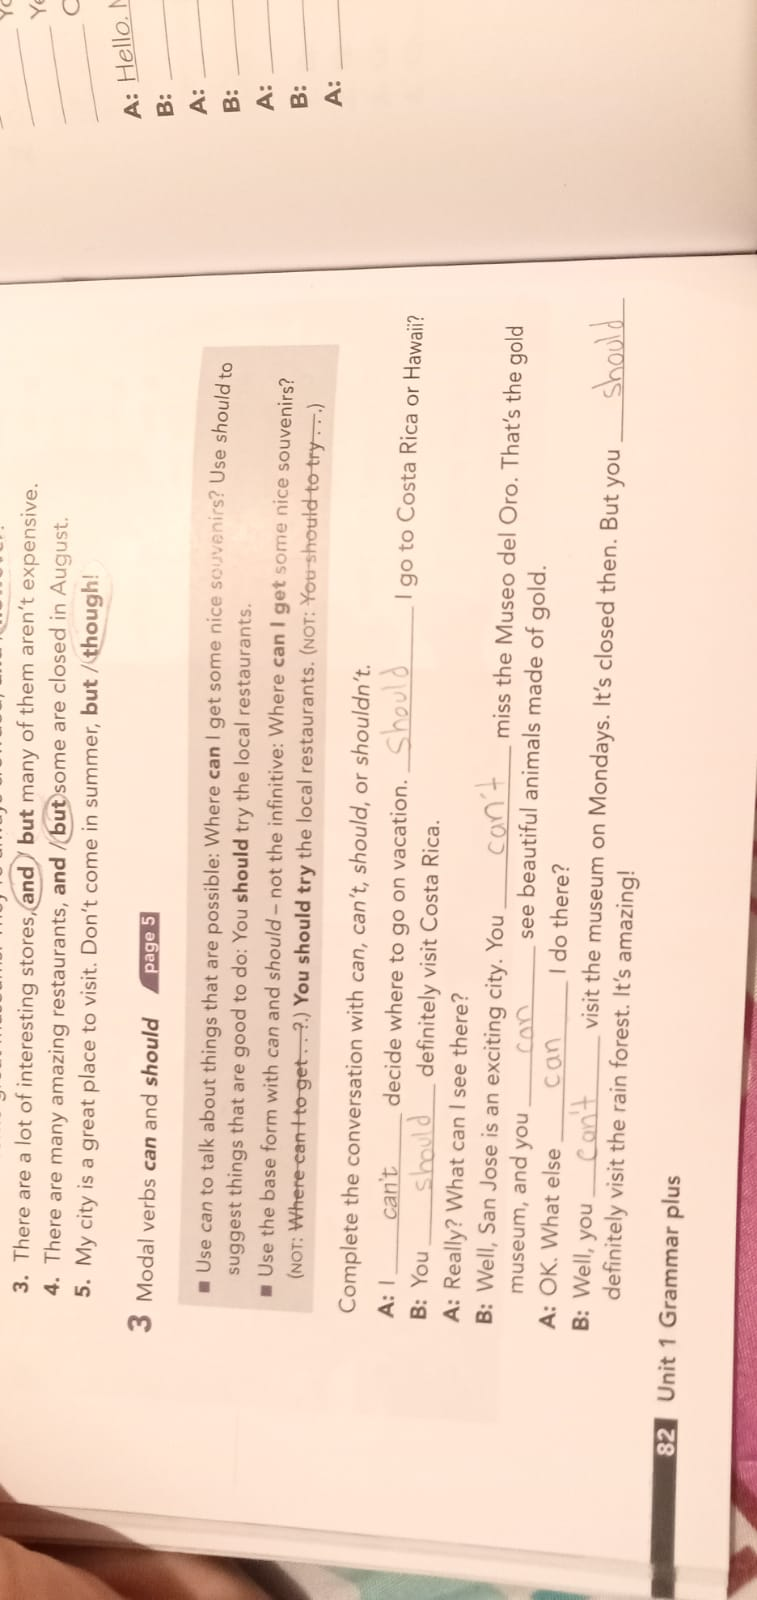 3. There are a lot of interesting stores, and / but many of them aren't expensive.
4. There are many amazing restaurants, and / but some are closed in August.
5. My city is a great place to visit. Don't come in summer, but / though!
3 Modal verbs can and should page 5
■ Use can to talk about things that are possible: Where can I get some nice souvenirs? Use should to
suggest things that are good to do: You should try the local restaurants.
■ Use the base form with can and should – not the infinitive: Where can I get some nice souvenirs?
(NOT: Where can I to get . . .?.) You should try the local restaurants. (NOT: You should to try . . . .)
Complete the conversation with can, can't, should, or shouldn't.
A: I can't decide where to go on vacation. Should I go to Costa Rica or Hawaii?
B: You should definitely visit Costa Rica.
A: Really? What can I see there?
B: Well, San Jose is an exciting city. You can't miss the Museo del Oro. That's the gold
museum, and you can see beautiful animals made of gold.
A: OK. What else can I do there?
B: Well, you can't visit the museum on Mondays. It's closed then. But you should
definitely visit the rain forest. It's amazing!
82 Unit 1 Grammar plus
A: Hello.
B:
A:
B:
A:
B:
A: